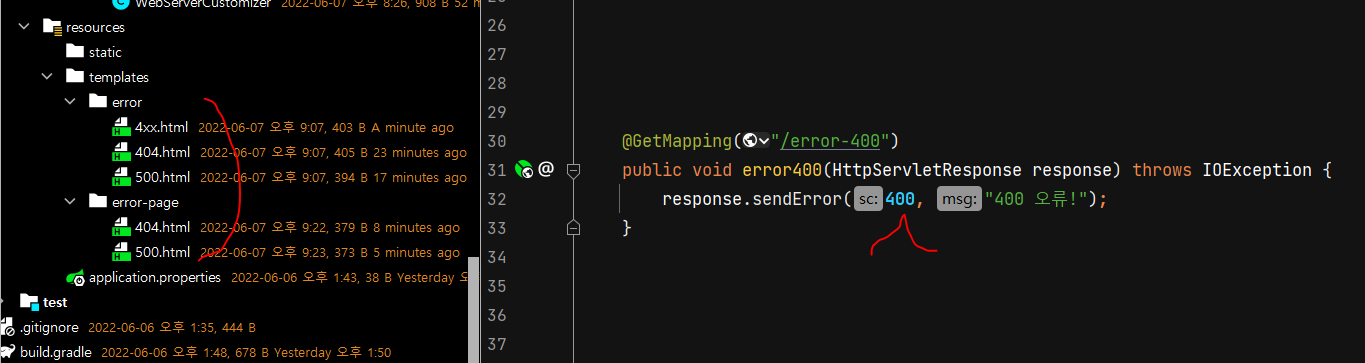 WebServerCustomizer 2022-06-07 오후 8:26, 908 B 52 m
resources
static
templates
error
4xx.html 2022-06-07 오후 9:07, 403 B A minute ago
404.html 2022-06-07 오후 9:07, 405 B 23 minutes ago
500.html 2022-06-07 오후 9:07, 394 B 17 minutes ago
error-page
404.html 2022-06-07 오후 9:22, 379 B 8 minutes ago
500.html 2022-06-07 오후 9:23, 373 B 5 minutes ago
application.properties 2022-06-06 오후 1:43, 38 B Yesterday 오
test
.gitignore 2022-06-06 오후 1:35, 444 B
build.gradle 2022-06-06 오후 1:48, 678 B Yesterday 오후 1:50
26
27
28
29
30 @GetMapping("/error-400")
31 @ public void error400(HttpServletResponse response) throws IOException {
32 response.sendError( sc: 400, msg: "400 오류!");
33 }
34
35
36
37